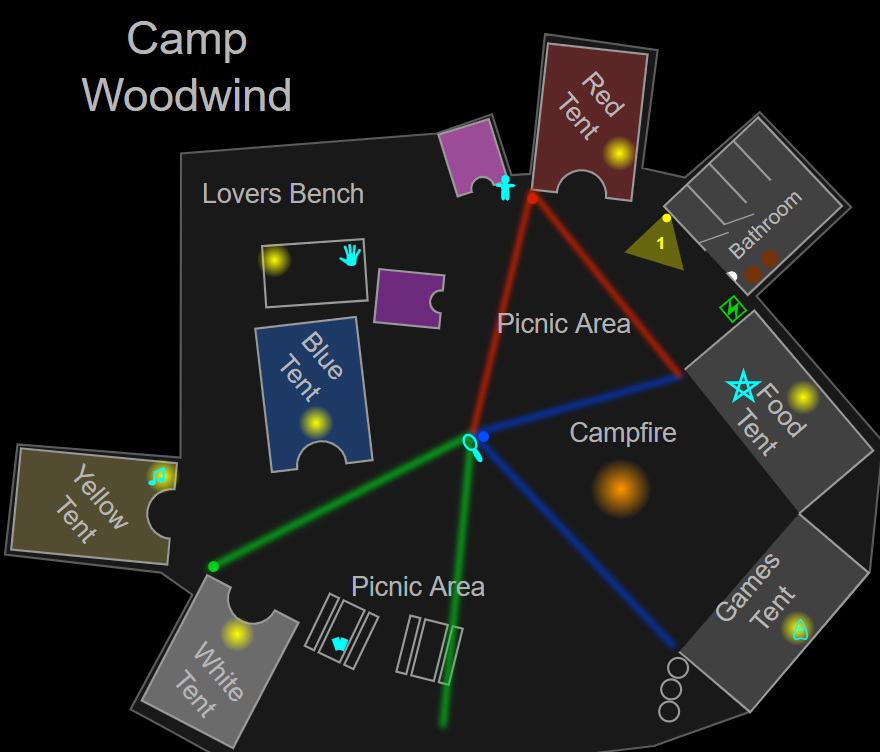 Camp
Woodwind
Red
Tent
Bathroom
1
Lovers Bench
Picnic Area
Blue
Tent
Food
Tent
Campfire
Yellow
Tent
Picnic Area
Games
Tent
White
Tent